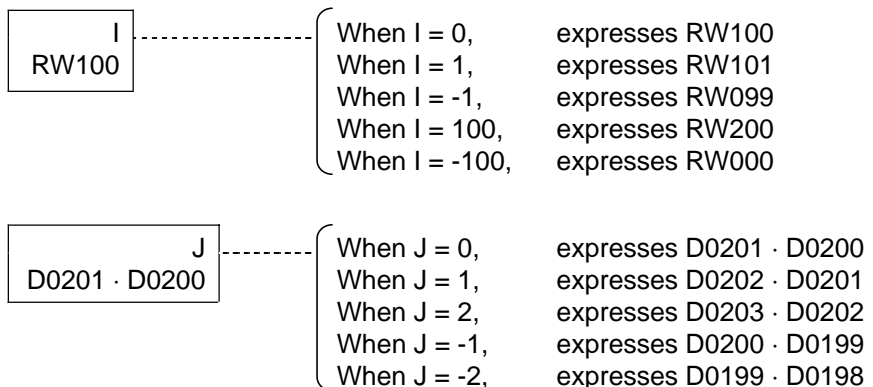 I
RW100
When I = 0, expresses RW100
When I = 1, expresses RW101
When I = -1, expresses RW099
When I = 100, expresses RW200
When I = -100, expresses RW000
J
D0201 · D0200
When J = 0, expresses D0201 · D0200
When J = 1, expresses D0202 · D0201
When J = 2, expresses D0203 · D0202
When J = -1, expresses D0200 · D0199
When J = -2, expresses D0199 · D0198